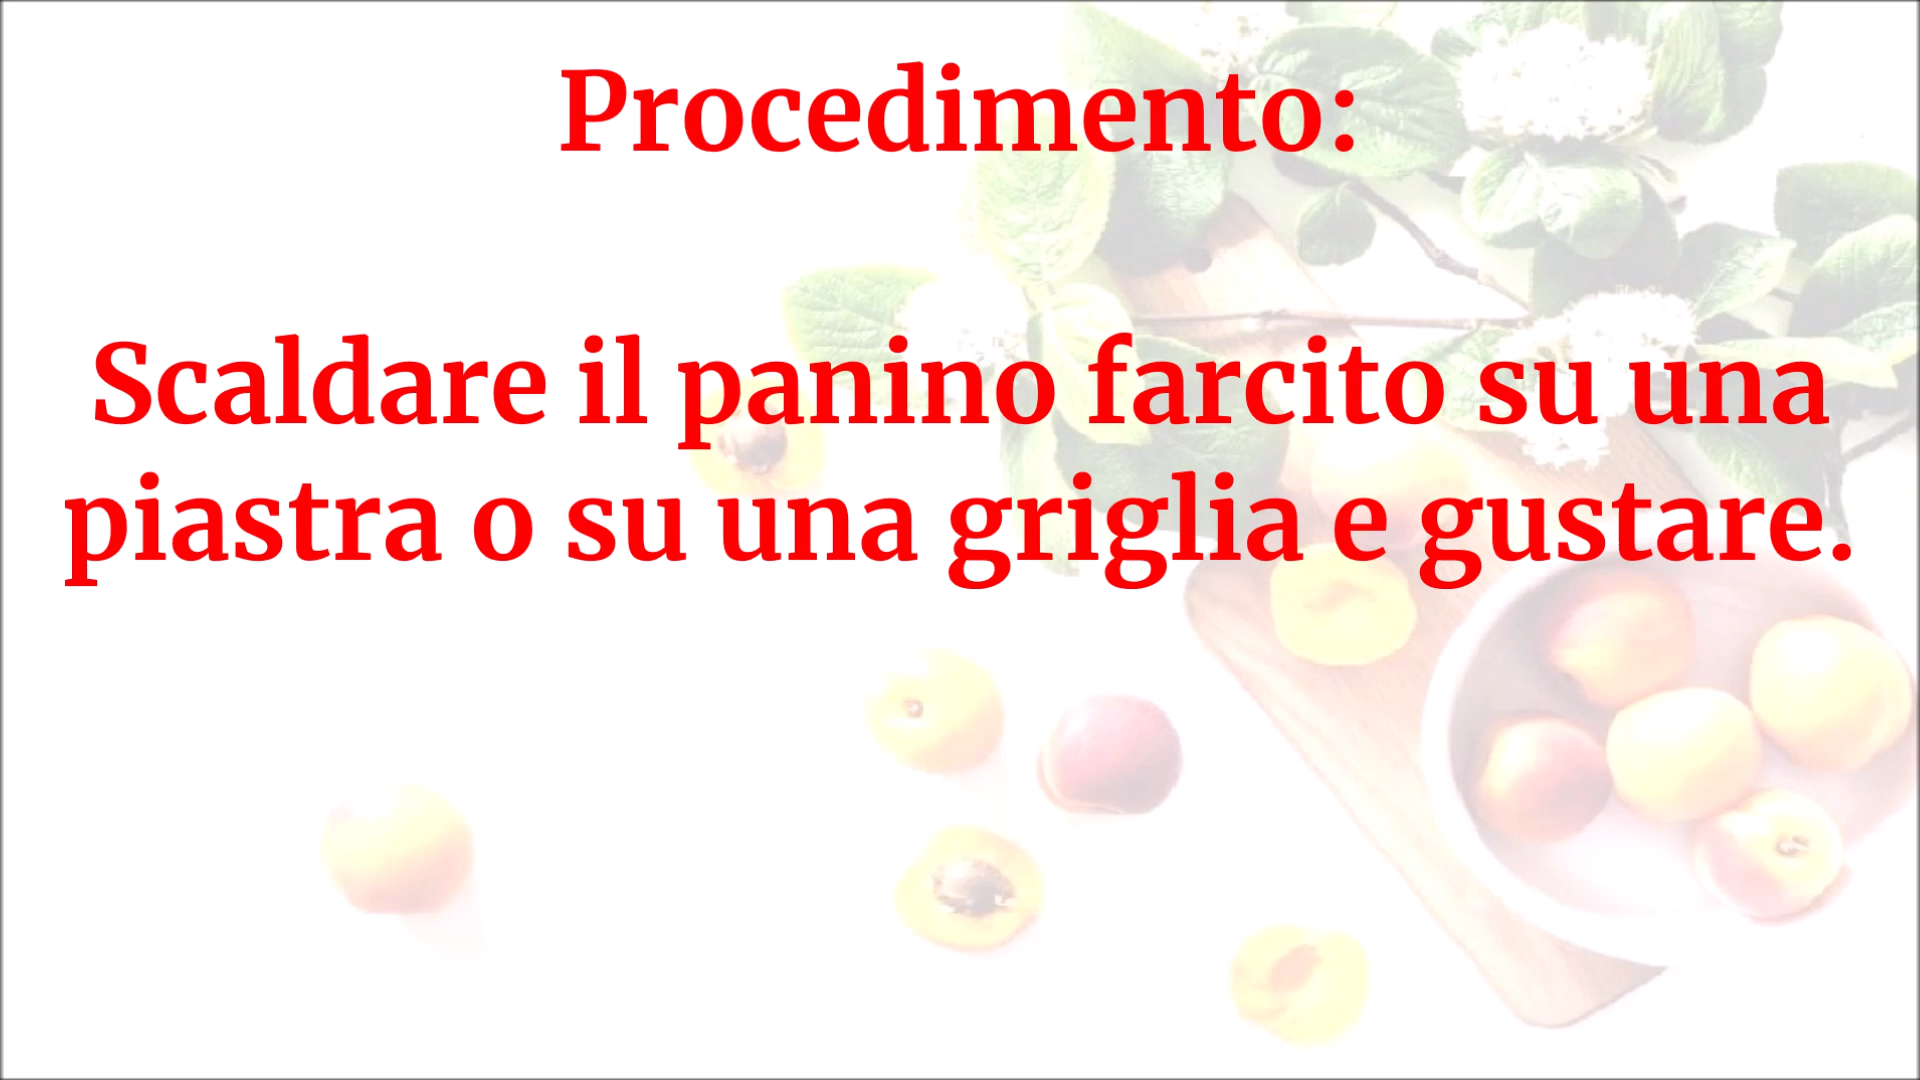 Procedimento:
Scaldare il panino farcito su una
piastra o su una griglia e gustare.